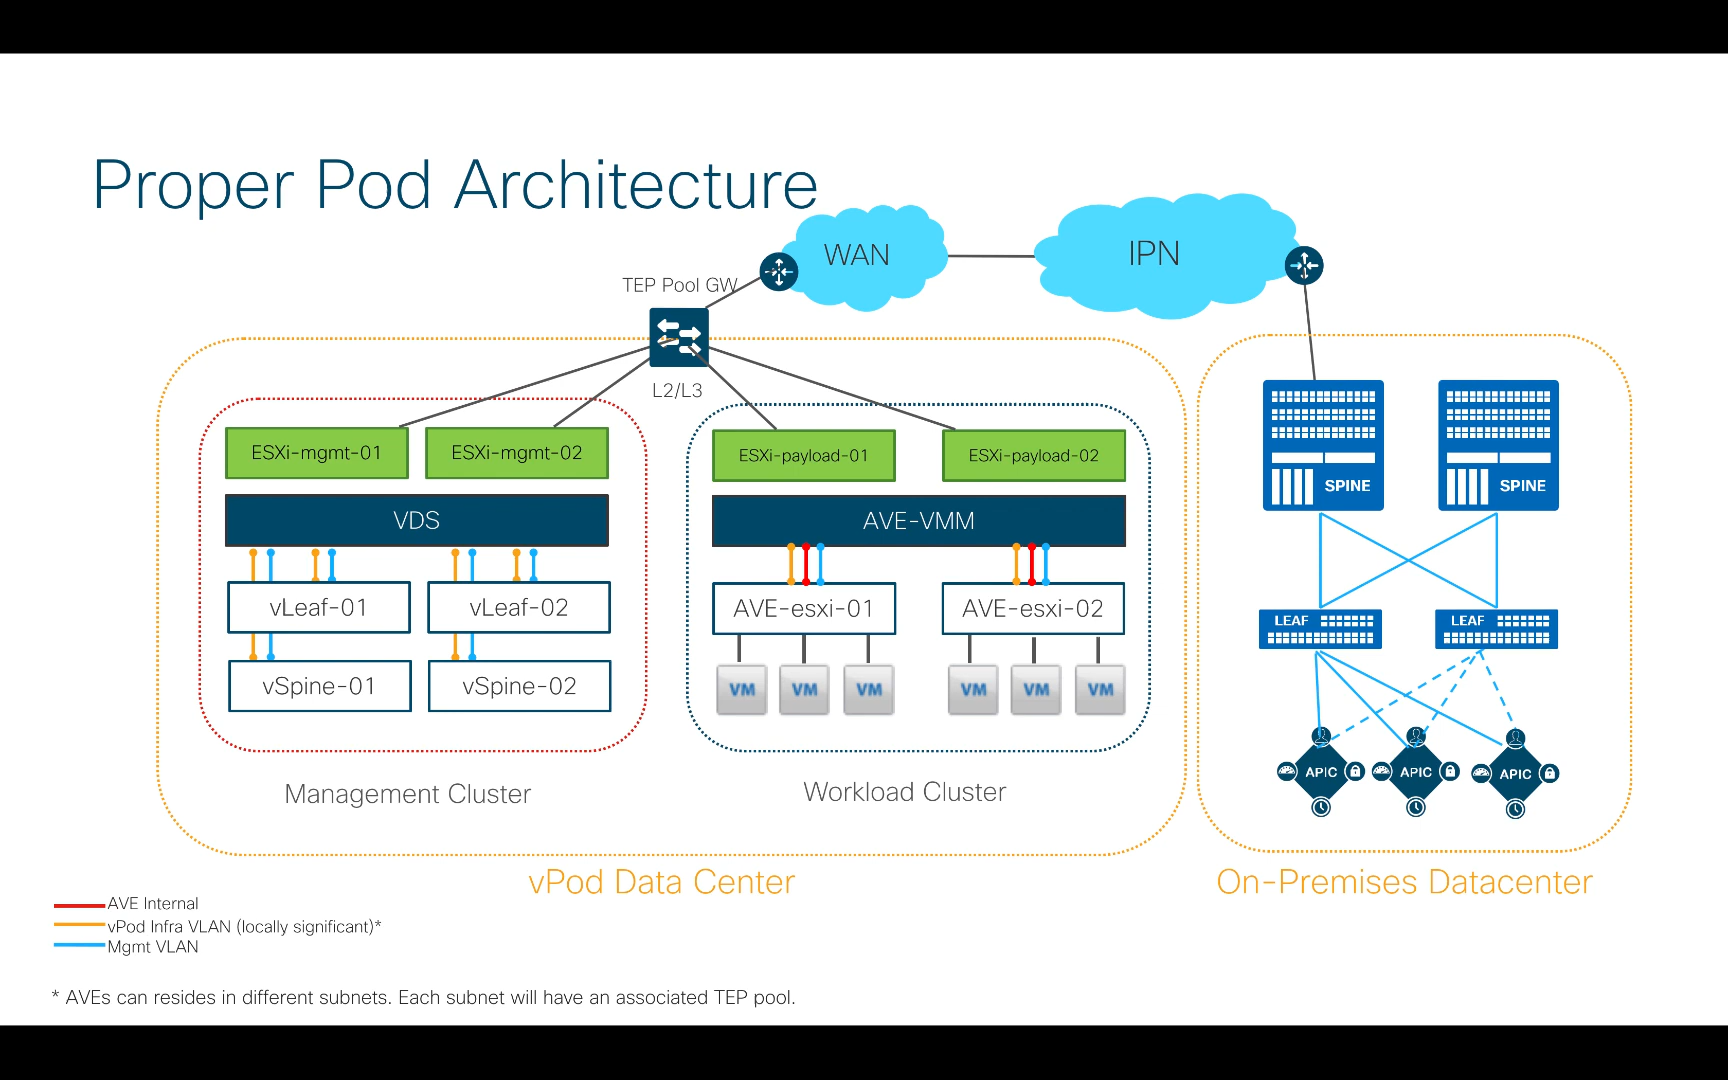 Proper Pod Architecture
WAN
IPN
TEP Pool GW
L2/L3
ESXi-mgmt-01
ESXi-mgmt-02
VDS
vLeaf-01
vLeaf-02
vSpine-01
vSpine-02
Management Cluster
ESXi-payload-01
ESXi-payload-02
AVE-VMM
AVE-esxi-01
AVE-esxi-02
VM
VM
VM
VM
VM
VM
Workload Cluster
SPINE
SPINE
LEAF
LEAF
APIC
APIC
APIC
vPod Data Center
On-Premises Datacenter
AVE Internal
vPod Infra VLAN (locally significant)*
Mgmt VLAN
* AVEs can resides in different subnets. Each subnet will have an associated TEP pool.